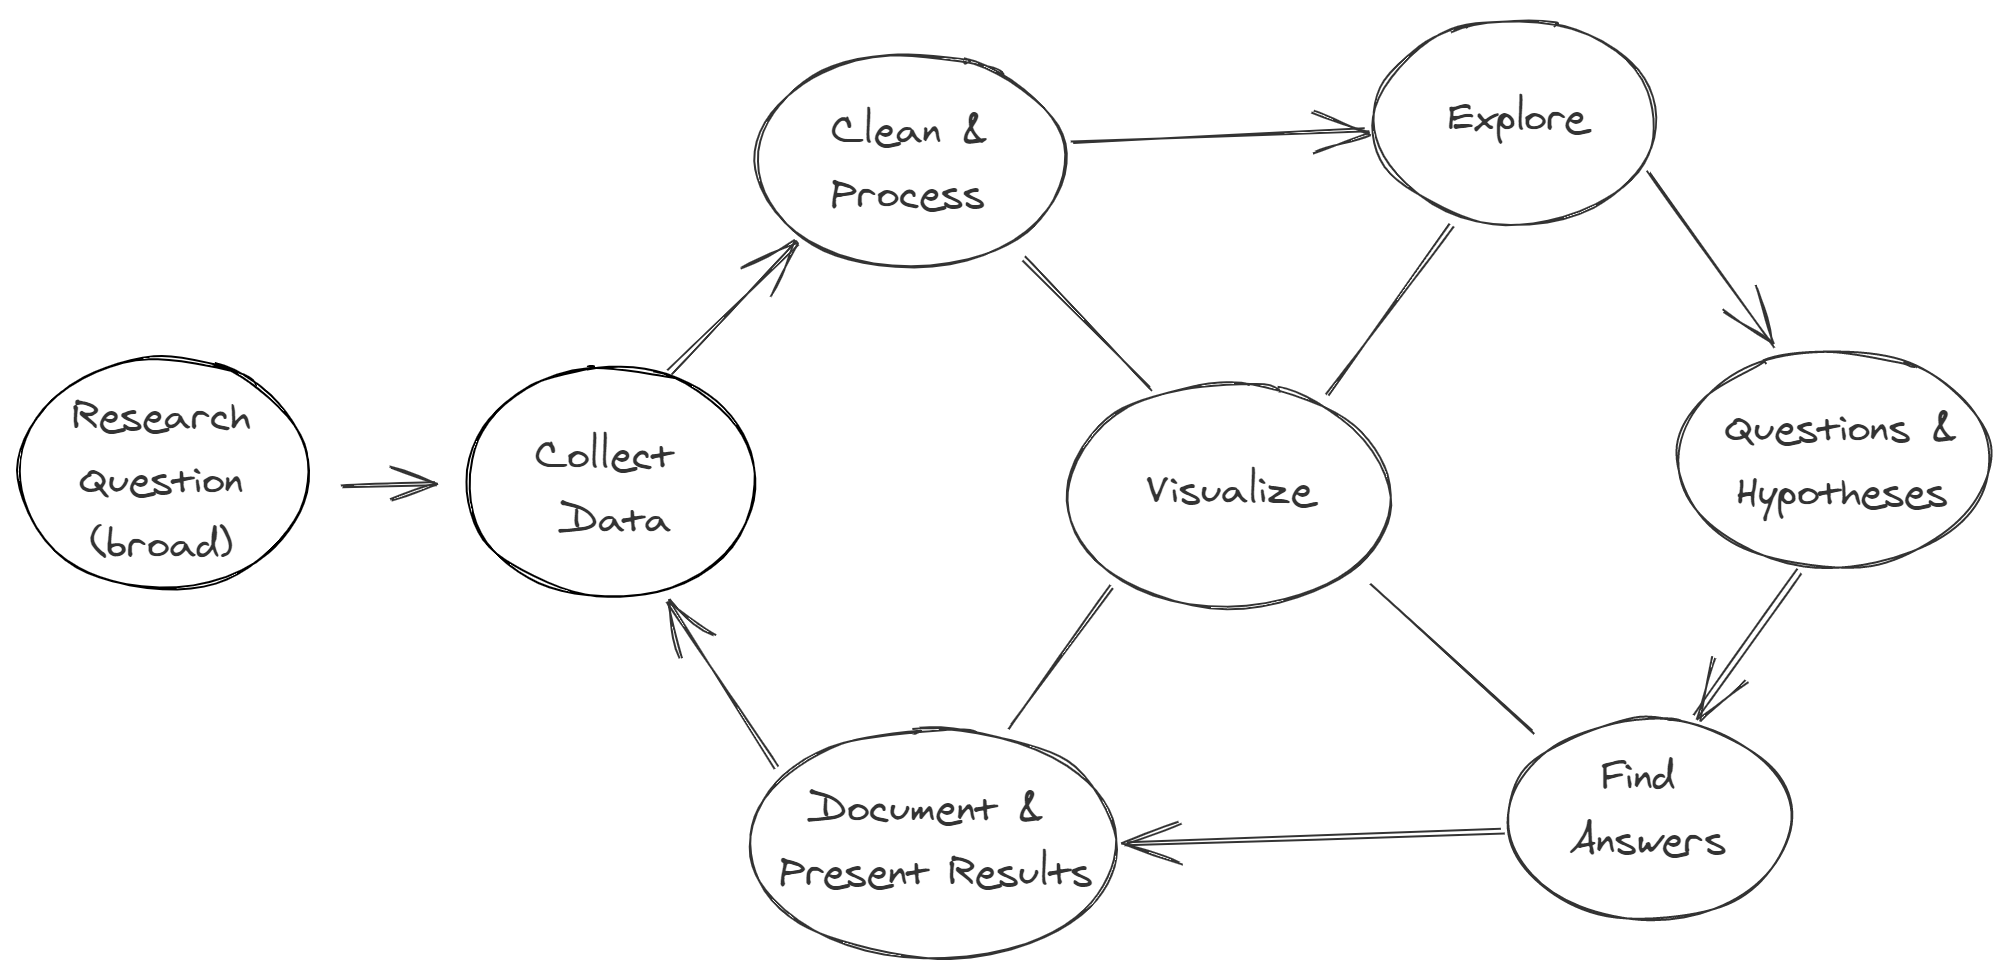 Research
Question
(broad)
Collect
Data
Clean &
Process
Explore
Questions &
Hypotheses
Find
Answers
Document &
Present Results
Visualize